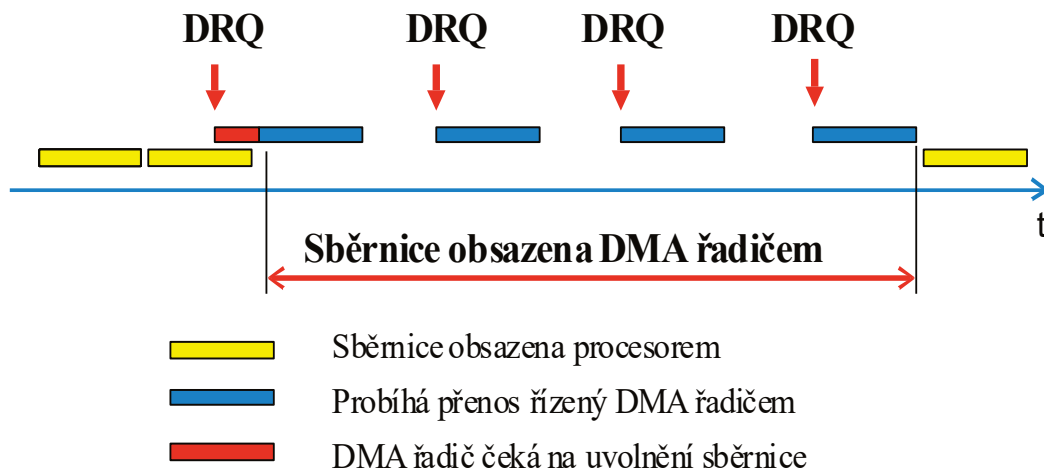 DRQ DRQ DRQ DRQ
t
Sběrnice obsazena DMA řadičem
Sběrnice obsazena procesorem
Probíhá přenos řízený DMA řadičem
DMA řadič čeká na uvolnění sběrnice